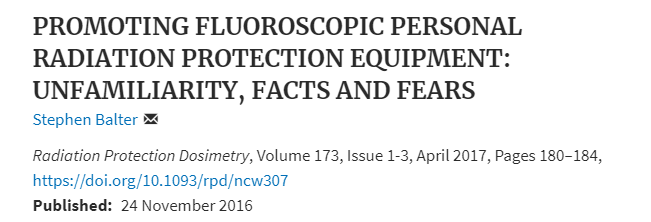 PROMOTING FLUOROSCOPIC PERSONAL
RADIATION PROTECTION EQUIPMENT:
UNFAMILIARITY, FACTS AND FEARS
Stephen Balter
Radiation Protection Dosimetry, Volume 173, Issue 1-3, April 2017, Pages 180–184,
https://doi.org/10.1093/rpd/ncw307
Published: 24 November 2016